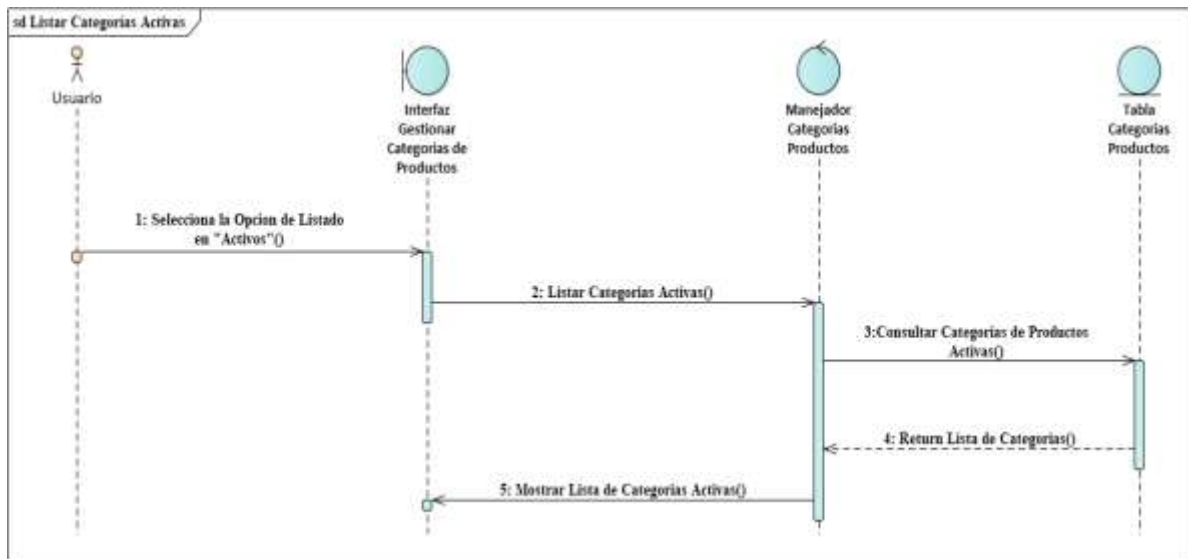 sd Listar Categorias Activas
Usuario
Interfaz
Gestionar
Categorias de
Productos
Manejador
Categorias
Productos
Tabla
Categorias
Productos
1: Selecciona la Opcion de Listado
en "Activos"()
2: Listar Categorias Activas()
3:Consultar Categorias de Productos
Activas()
4: Return Lista de Categorias()
5: Mostrar Lista de Categorias Activas()